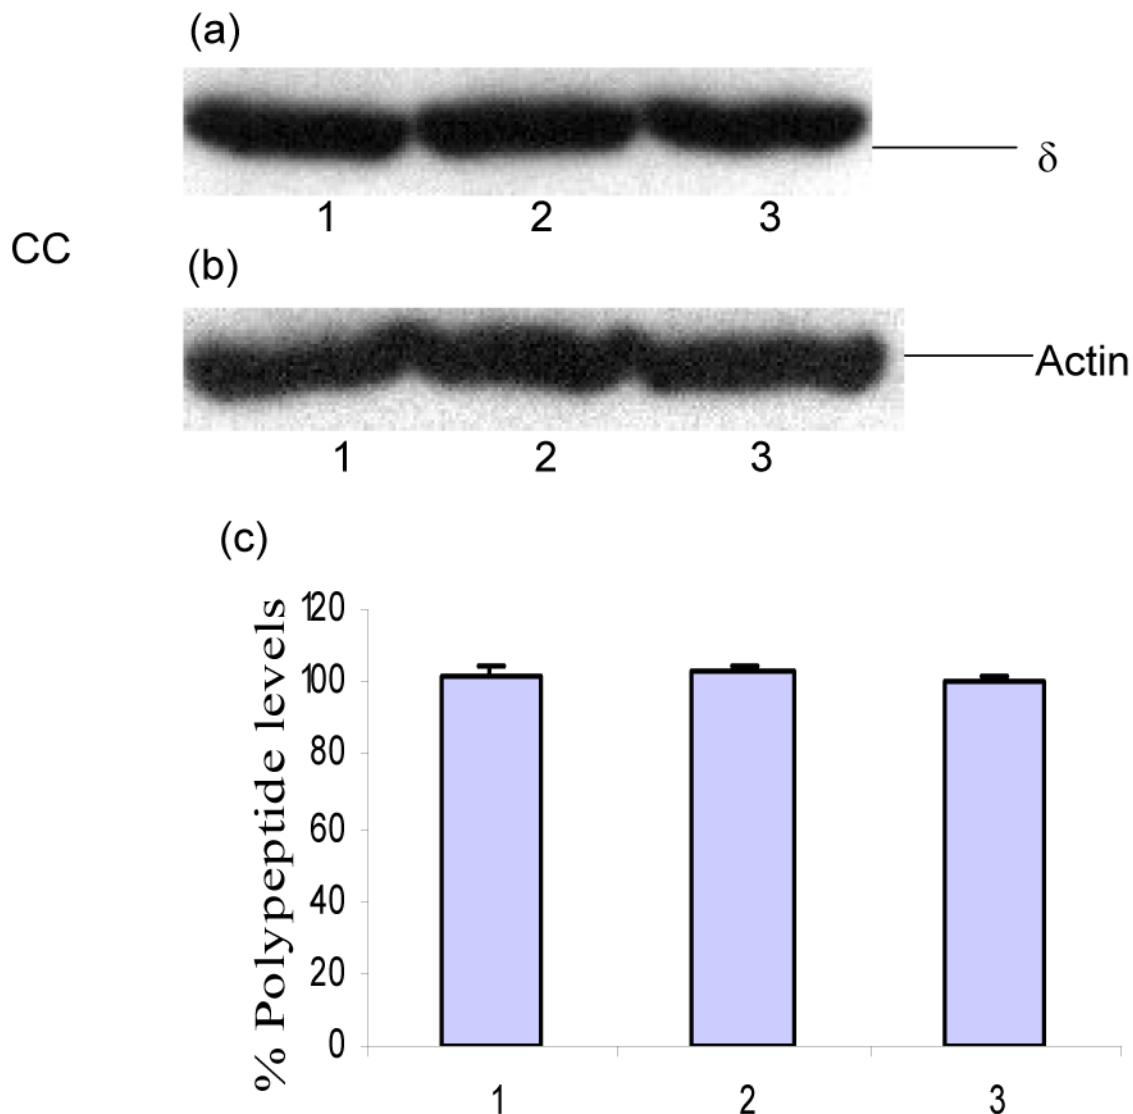 (a)
δ
1 2 3
CC
(b)
Actin
1 2 3
(c)
% Polypeptide levels
120
100
80
60
40
20
0
1 2 3